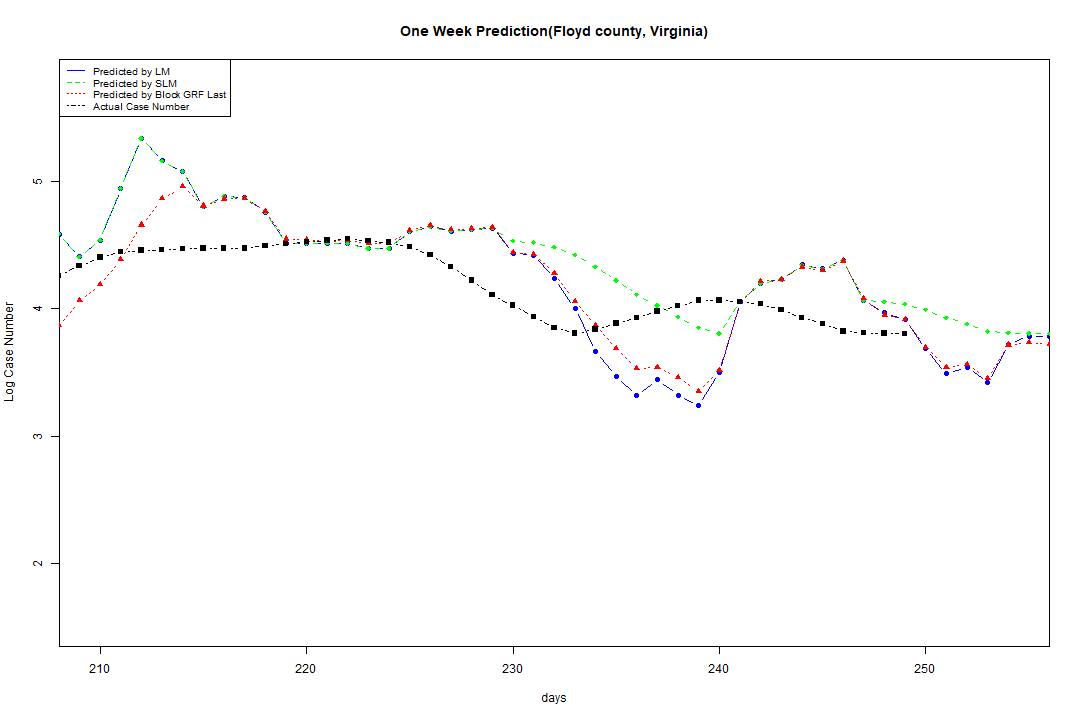 One Week Prediction(Floyd county, Virginia)
Predicted by LM
Predicted by SLM
Predicted by Block GRF Last
Actual Case Number
Log Case Number
5
4
3
2
210 220 230 240 250
days